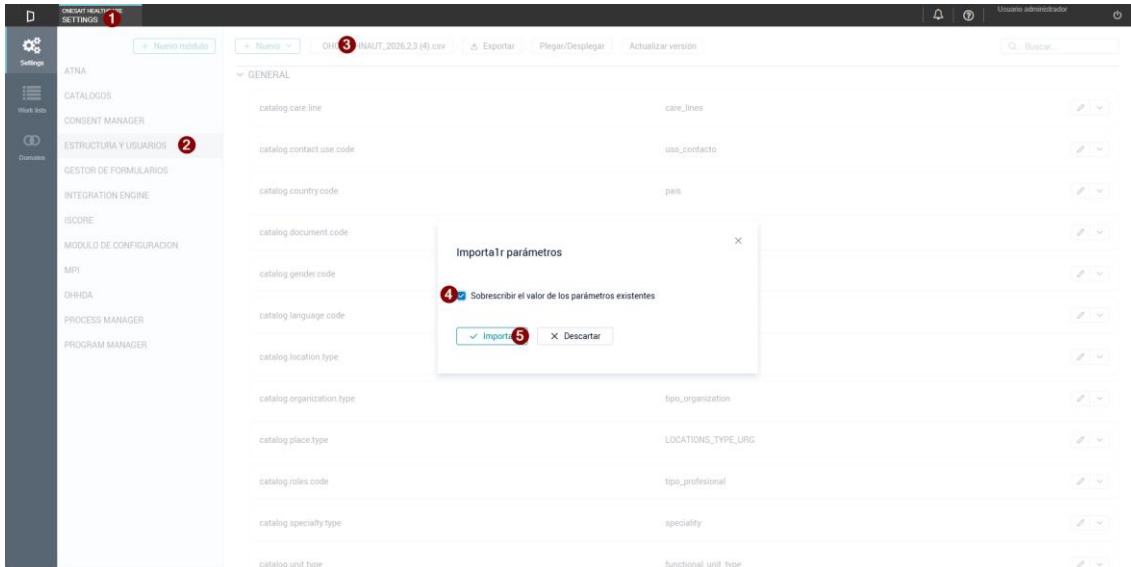 ONESAIT HEALTHCARE
SETTINGS 1
Usuario administrador
Settings
Work lists
Domains
+ Nuevo módulo
ATNA
CATALOGOS
CONSENT MANAGER
ESTRUCTURA Y USUARIOS 2
GESTOR DE FORMULARIOS
INTEGRATION ENGINE
ISCORE
MODULO DE CONFIGURACION
MPI
OHHDA
PROCESS MANAGER
PROGRAM MANAGER
+ Nuevo 3 INAUT_2026,2,3 (4).csv Exportar Plegar/Desplegar Actualizar versión Buscar...
GENERAL
catalog.care.line care_lines
catalog.contact.use.code uso_contacto
catalog.country.code pais
catalog.document.code
catalog.gender.code
catalog.language.code
catalog.location.type
catalog.organization.type tipo_organization
catalog.place.type LOCATIONS_TYPE_URG
catalog.roles.code tipo_profesional
catalog.specialty.type speciality
catalog.unit.type functional_unit_type
Importa1r parámetros
4 Sobrescribir el valor de los parámetros existentes
Importa 5 Descartar